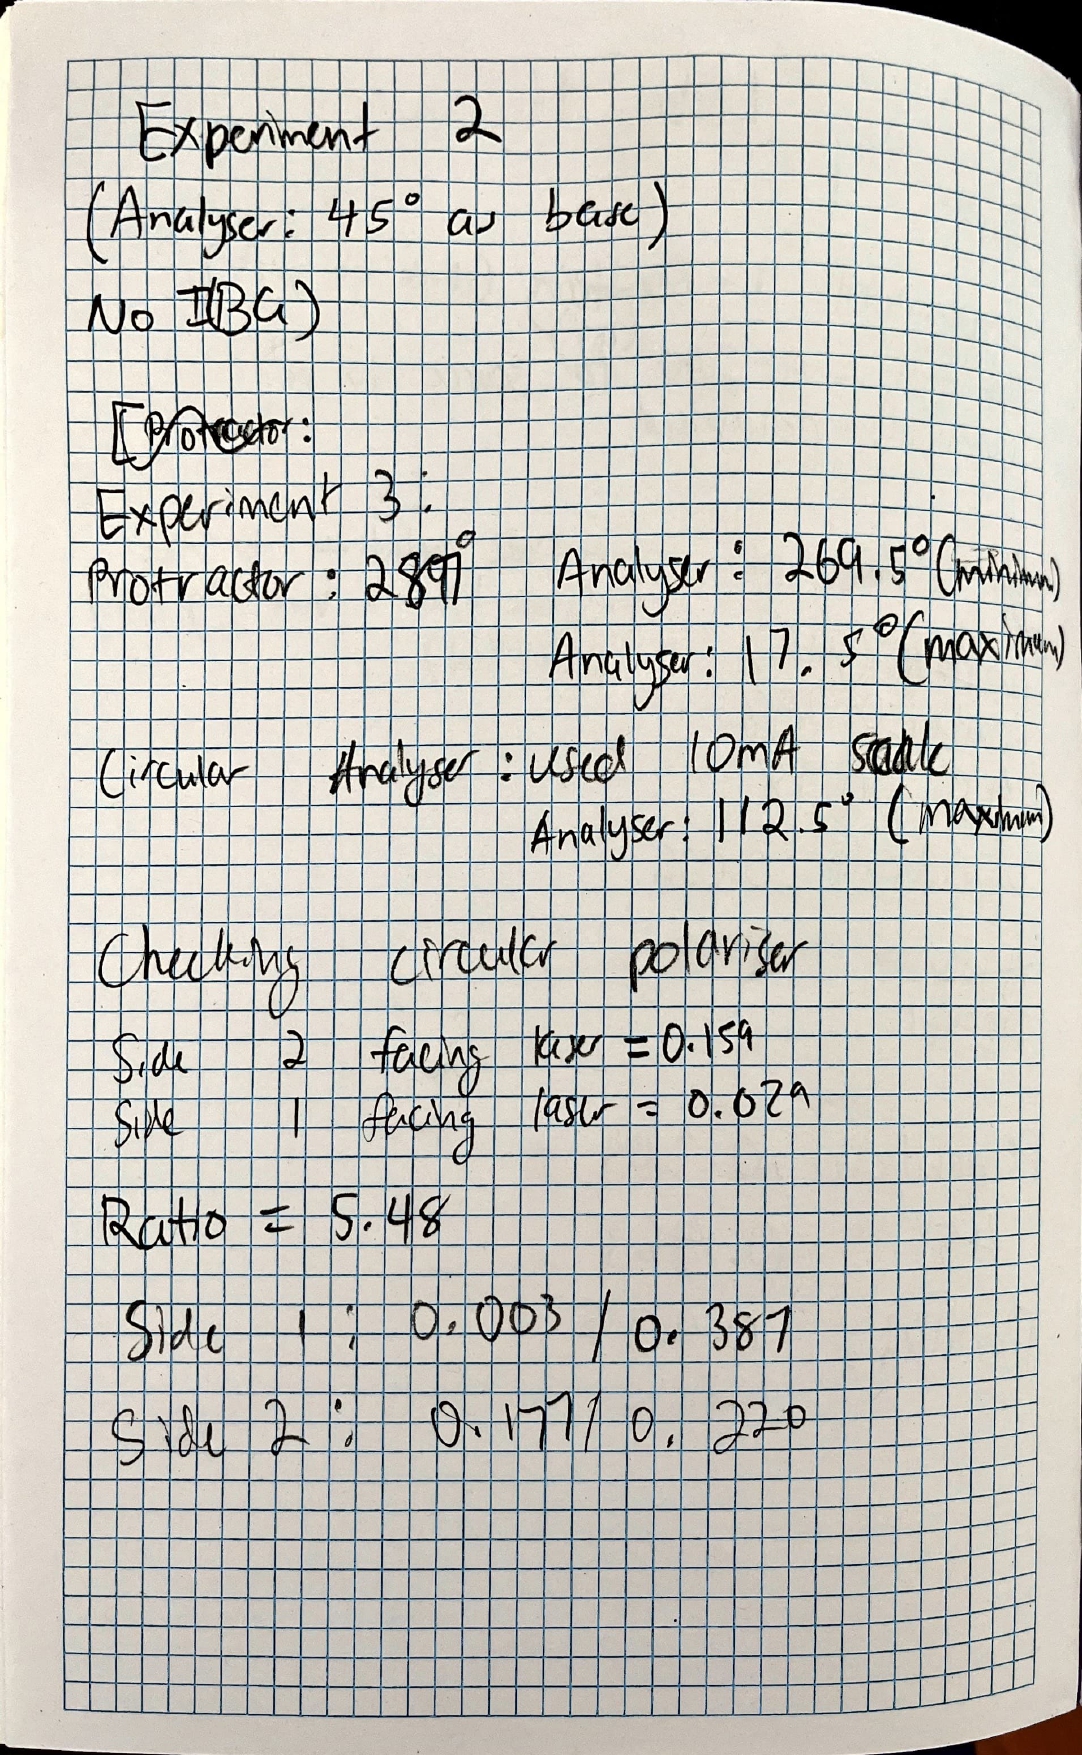 Experiment 2
(Analyser: 45° as base)
No IBG)
[Protractor:
Experiment 3:
Protractor: 289° Analyser: 269.5° (minimum)
Analyser: 17.5° (maximum)
Circular Analyser: used 10mA scale
Analyser: 112.5° (maximum)
Checking circular polariser
Side 2 facing laser = 0.159
Side 1 facing laser = 0.029
Ratio = 5.48
Side 1: 0.003 / 0.387
Side 2: 0.177 / 0.220